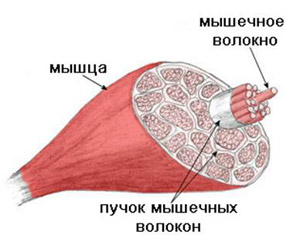 мышечное
волокно
мышца
пучок мышечных
волокон